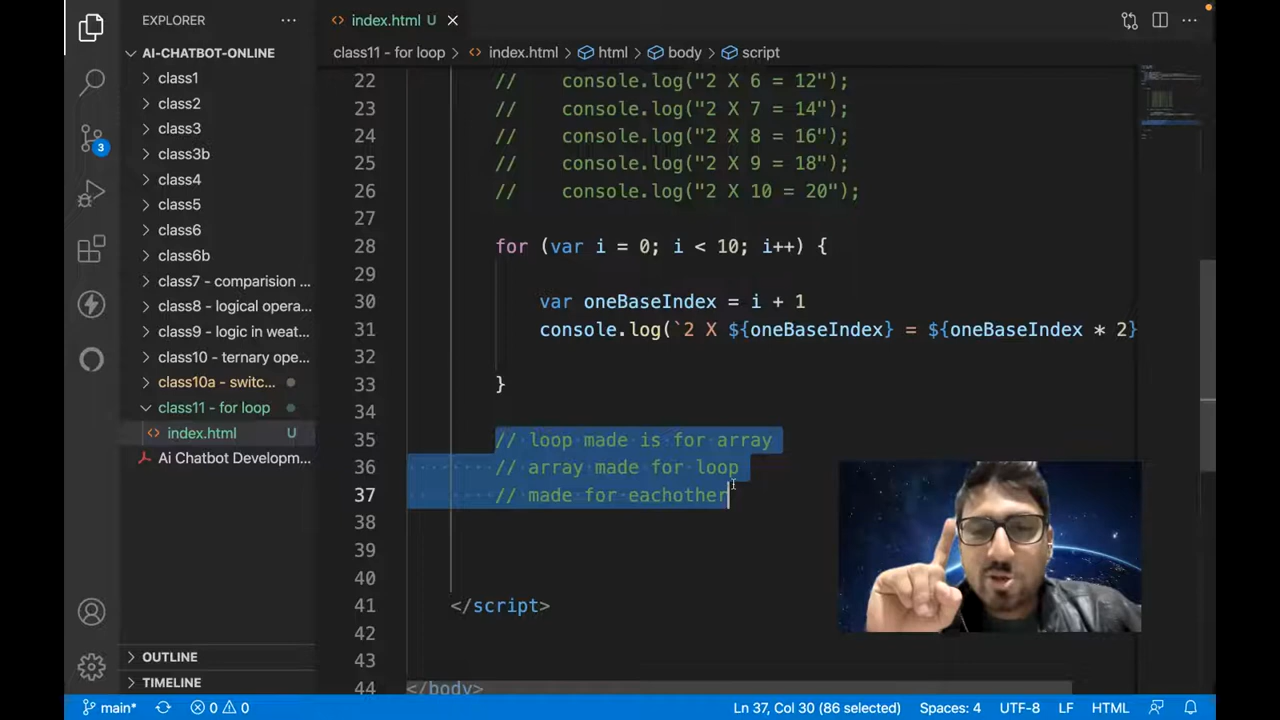 EXPLORER
AI-CHATBOT-ONLINE
class1
class2
class3
class3b
class4
class5
class6
class6b
class7 - comparision ...
class8 - logical opera...
class9 - logic in weat...
class10 - ternary ope...
class10a - switc...
class11 - for loop
index.html U
Ai Chatbot Developm...
OUTLINE
TIMELINE
3
index.html U
class11 - for loop > index.html > html > body > script
22 // console.log("2 X 6 = 12");
23 // console.log("2 X 7 = 14");
24 // console.log("2 X 8 = 16");
25 // console.log("2 X 9 = 18");
26 // console.log("2 X 10 = 20");
27
28 for (var i = 0; i < 10; i++) {
29
30 var oneBaseIndex = i + 1
31 console.log(`2 X ${oneBaseIndex} = ${oneBaseIndex * 2}
32
33 }
34
35 // loop made is for array
36 // array made for loop
37 // made for eachother
38
39
40
41 </script>
42
43
44 </body>
main* 0 0 Ln 37, Col 30 (86 selected) Spaces: 4 UTF-8 LF HTML